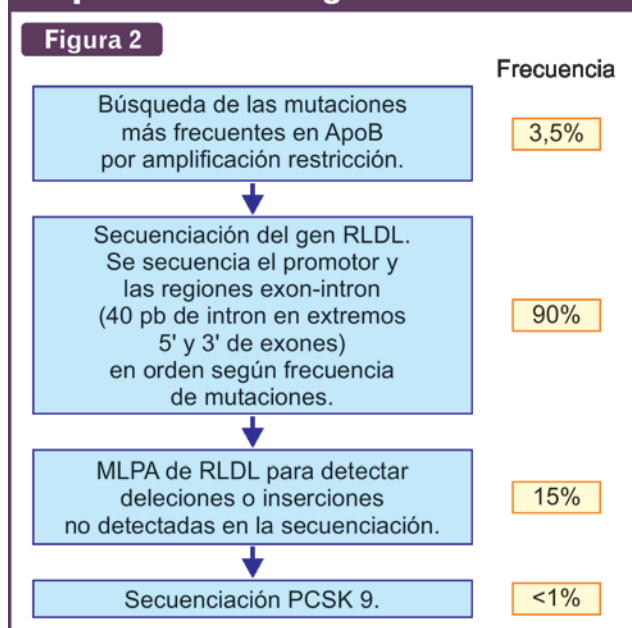 Figura 2
Frecuencia
Búsqueda de las mutaciones
más frecuentes en ApoB
por amplificación restricción.
3,5%
Secuenciación del gen RLDL.
Se secuencia el promotor y
las regiones exon-intron
(40 pb de intron en extremos
5' y 3' de exones)
en orden según frecuencia
de mutaciones.
90%
MLPA de RLDL para detectar
deleciones o inserciones
no detectadas en la secuenciación.
15%
Secuenciación PCSK 9.
<1%